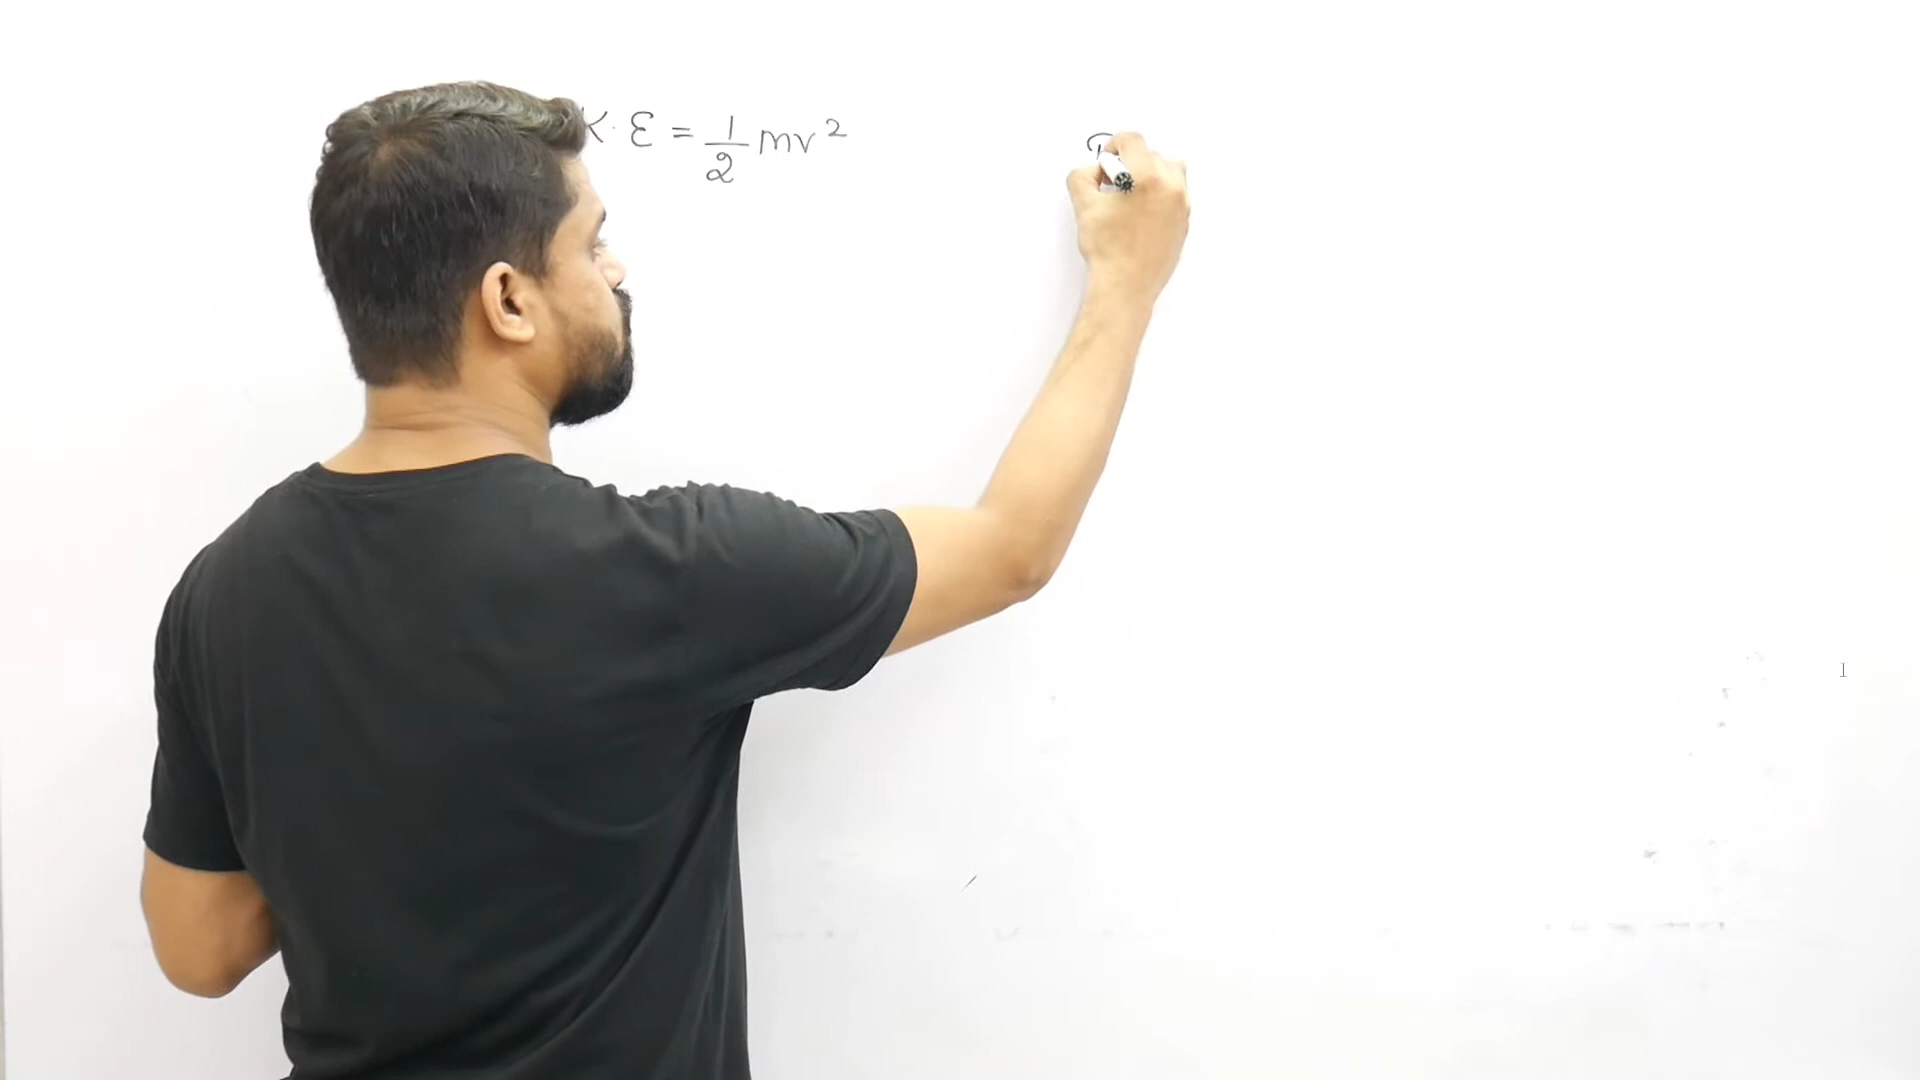 K.E = 1/2 mv²